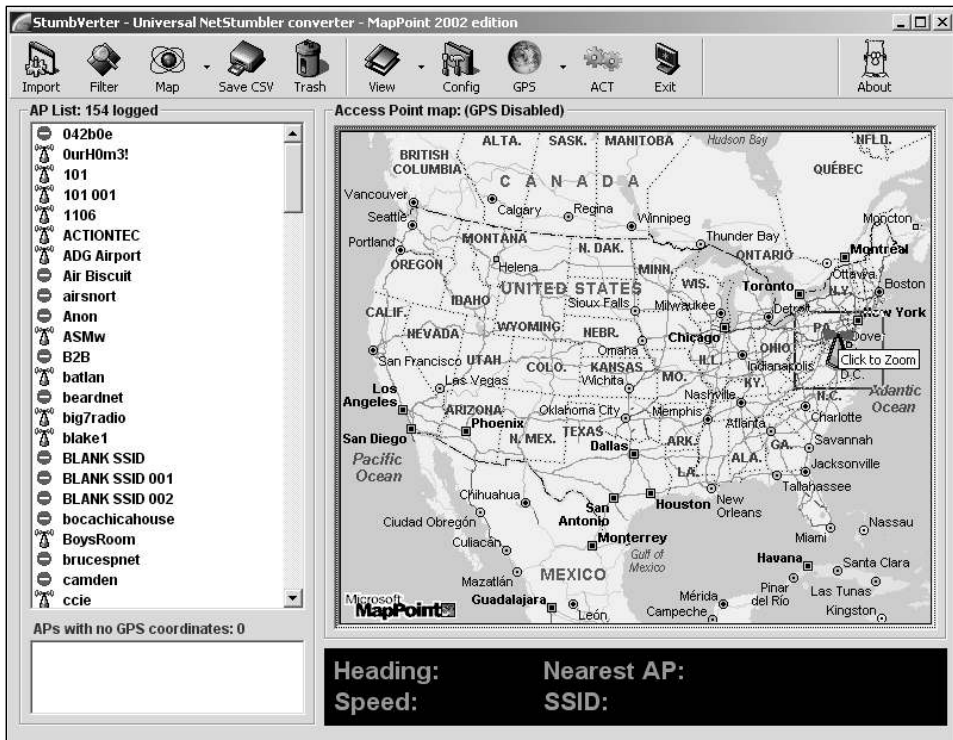 StumbVerter - Universal NetStumbler converter - MapPoint 2002 edition
Import Filter Map Save CSV Trash View Config GPS ACT Exit About
AP List: 154 logged
042b0e
0urH0m3!
101
101 001
1106
ACTIONTEC
ADG Airport
Air Biscuit
airsnort
Anon
ASMw
B2B
batlan
beardnet
big7radio
blake1
BLANK SSID
BLANK SSID 001
BLANK SSID 002
bocachicahouse
BoysRoom
brucespnet
camden
ccie
APs with no GPS coordinates: 0
Access Point map: (GPS Disabled)
ALTA. SASK. MANITOBA Hudson Bay NFLD.
BRITISH COLUMBIA
QUÉBEC
CANADA
Vancouver
Calgary Regina Winnipeg
Seattle
Moncton
Portland
MONTANA
N. DAK.
Thunder Bay
ONTARIO
Montréal
OREGON
Helena
MINN.
Ottawa
UNITED STATES
WIS.
Toronto
N.Y.
Boston
IDAHO
Sioux Falls
Milwaukee
Detroit
New York
CALIF.
NEVADA
WYOMING
NEBR.
Chicago
PA.
Dove
San Francisco
UTAH
Omaha
ILL.
OHIO
Click to Zoom
COLO.
KANSAS
Indianapolis
D.C.
Las Vegas
Wichita
MO.
KY.
Los Angeles
Nashville
N.C.
Atlantic Ocean
ARIZONA
Oklahoma City
Memphis
Charlotte
Phoenix
Atlanta
San Diego
N. MEX.
TEXAS
ARK.
GA.
Savannah
Dallas
ALA.
Pacific Ocean
LA.
Jacksonville
Tallahassee
Chihuahua
San Antonio
Houston
New Orleans
Ciudad Obregón
Miami
Nassau
Culiacán
Monterrey
Gulf of Mexico
Havana
Santa Clara
Mazatlán
MEXICO
Pinar del Río
Las Tunas
Microsoft MapPoint
Guadalajara
León
Mérida
Campeche
Kingston
Heading: Nearest AP:
Speed: SSID: